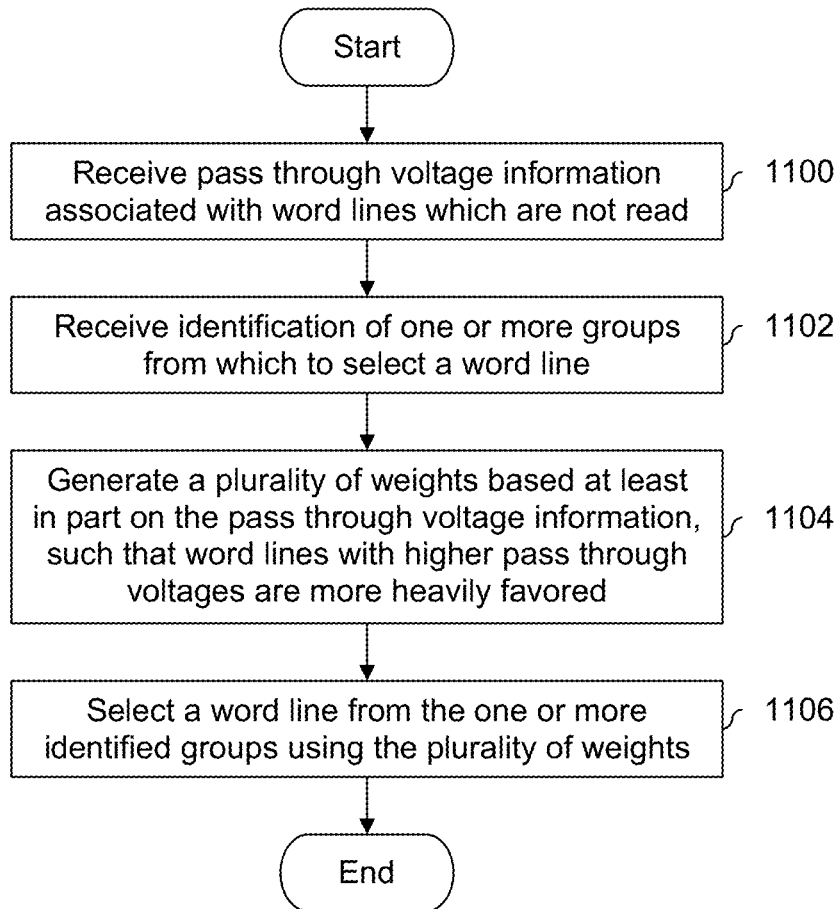 Start
Receive pass through voltage information
associated with word lines which are not read
1100
Receive identification of one or more groups
from which to select a word line
1102
Generate a plurality of weights based at least
in part on the pass through voltage information,
such that word lines with higher pass through
voltages are more heavily favored
1104
Select a word line from the one or more
identified groups using the plurality of weights
1106
End